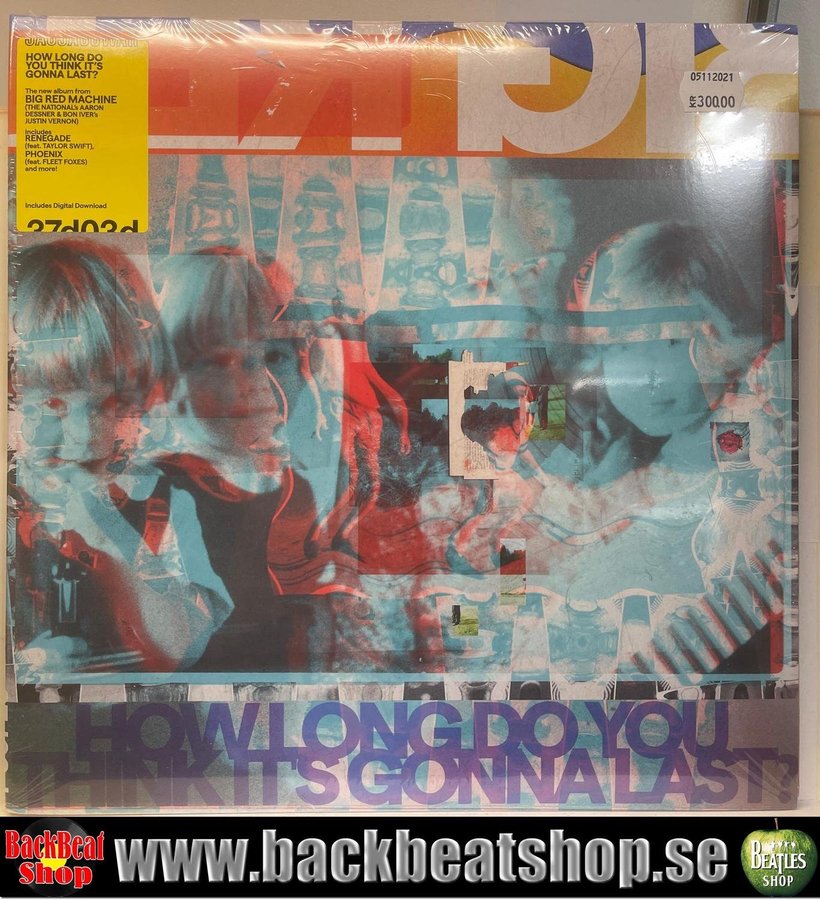 HOW LONG DO
YOU THINK IT'S
GONNA LAST?
The new album from
BIG RED MACHINE
(THE NATIONAL's AARON
DESSNER & BON IVER's
JUSTIN VERNON)
Includes
RENEGADE
(feat. TAYLOR SWIFT),
PHOENIX
(feat. FLEET FOXES)
and more!
Includes Digital Download
37d03d
05112021
KR 300.00
HOW LONG DO YOU
THINK IT'S GONNA LAST?
BackBeat
Shop
www.backbeatshop.se
BEATLES
SHOP